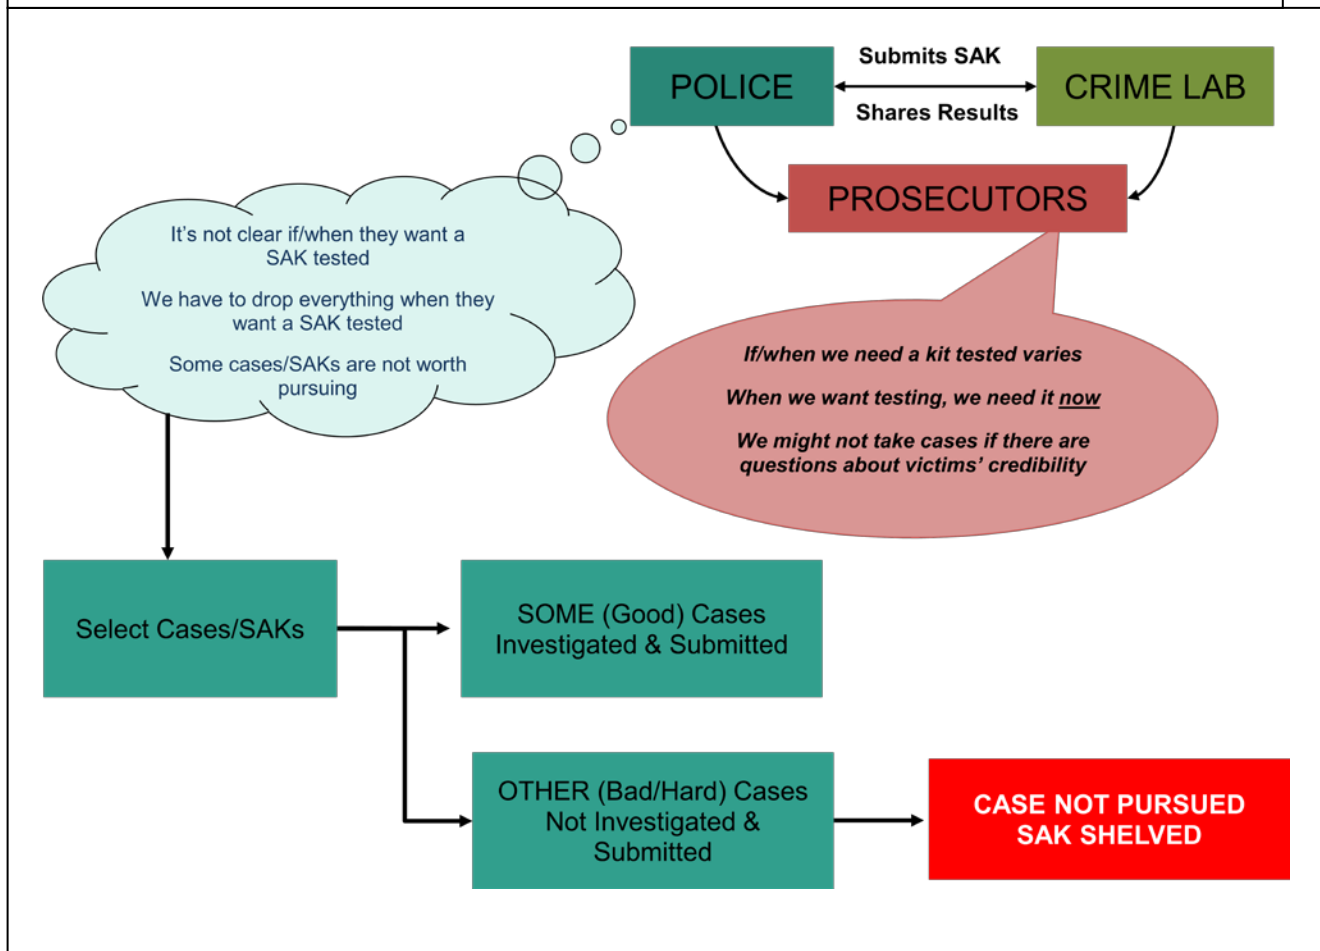 Submits SAK
POLICE
CRIME LAB
Shares Results
PROSECUTORS
It’s not clear if/when they want a
SAK tested
We have to drop everything when they
want a SAK tested
Some cases/SAKs are not worth
pursuing
If/when we need a kit tested varies
When we want testing, we need it now
We might not take cases if there are
questions about victims’ credibility
Select Cases/SAKs
SOME (Good) Cases
Investigated & Submitted
OTHER (Bad/Hard) Cases
Not Investigated &
Submitted
CASE NOT PURSUED
SAK SHELVED